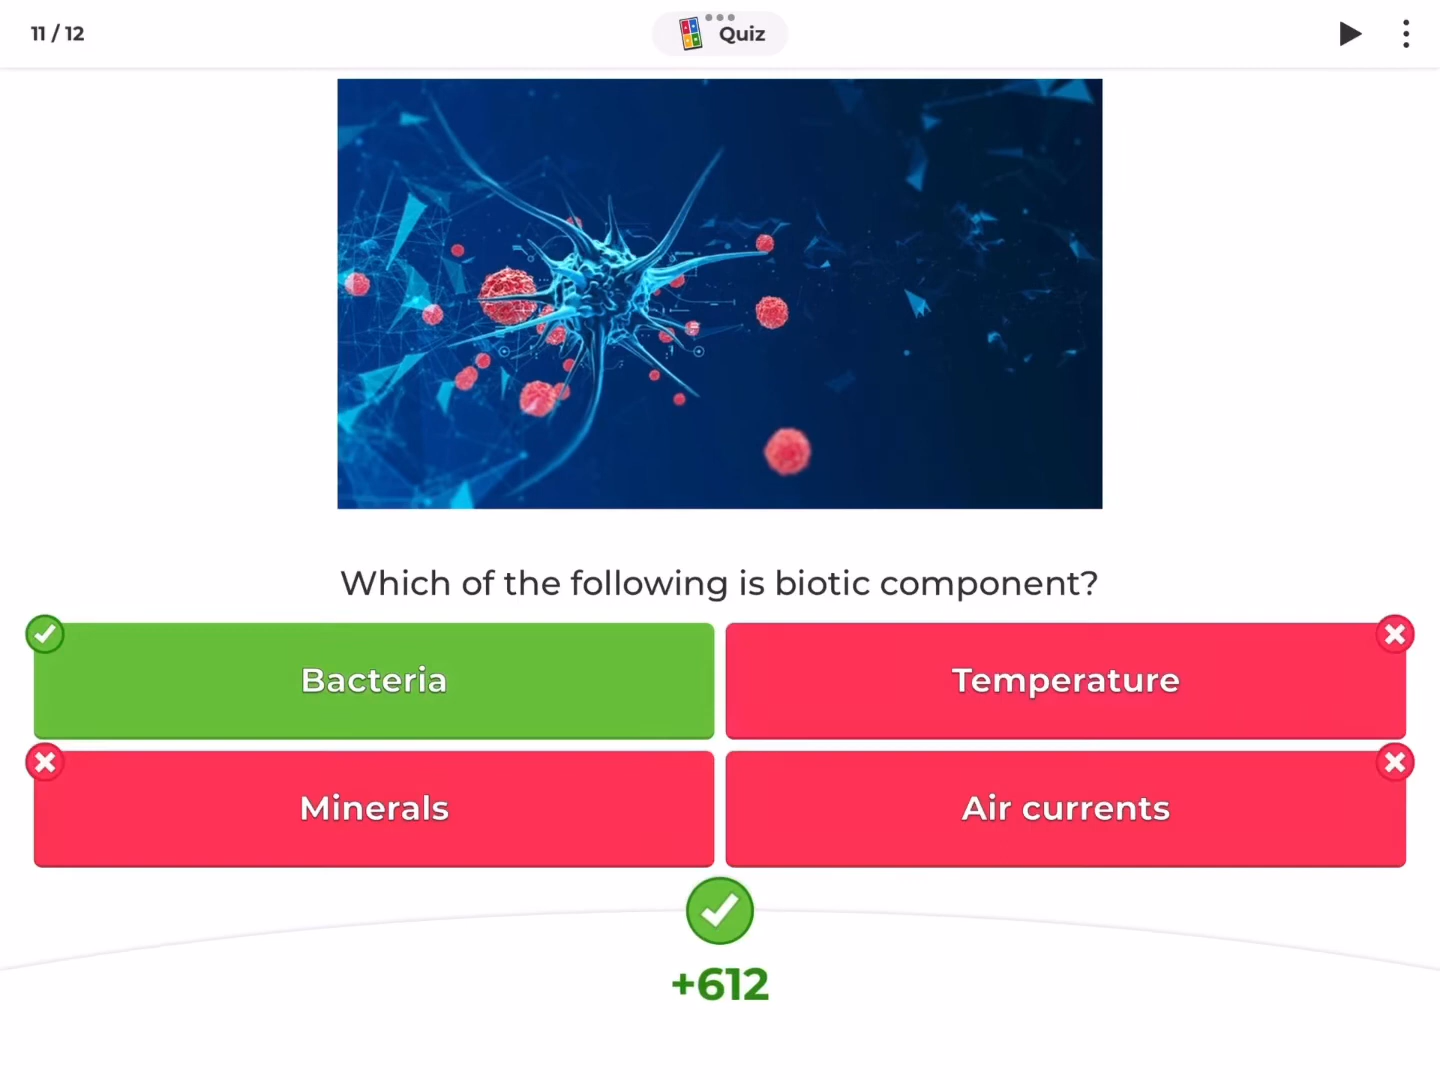 11 / 12
Quiz
Which of the following is biotic component?
Bacteria
Temperature
Minerals
Air currents
+612